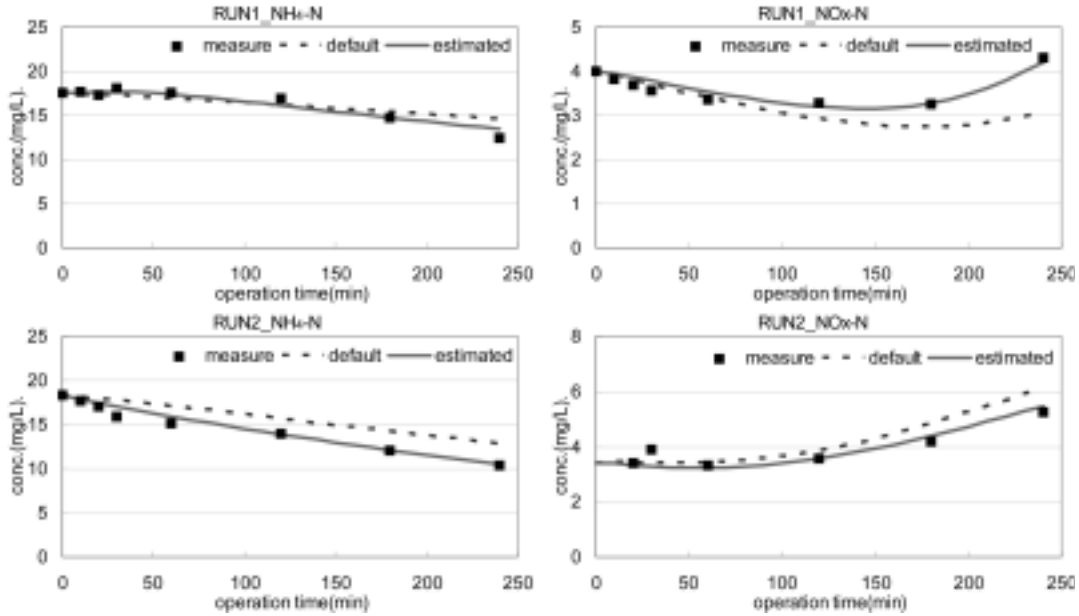 RUN1_NH₄-N
measure default estimated
conc.(mg/L).
25
20
15
10
5
0
0 50 100 150 200 250
operation time(min)
RUN1_NOx-N
measure default estimated
conc.(mg/L).
5
4
3
2
1
0
0 50 100 150 200 250
operation time(min)
RUN2_NH₄-N
measure default estimated
conc.(mg/L).
25
20
15
10
5
0
0 50 100 150 200 250
operation time(min)
RUN2_NOx-N
measure default estimated
conc.(mg/L).
8
6
4
2
0
0 50 100 150 200 250
operation time(min)